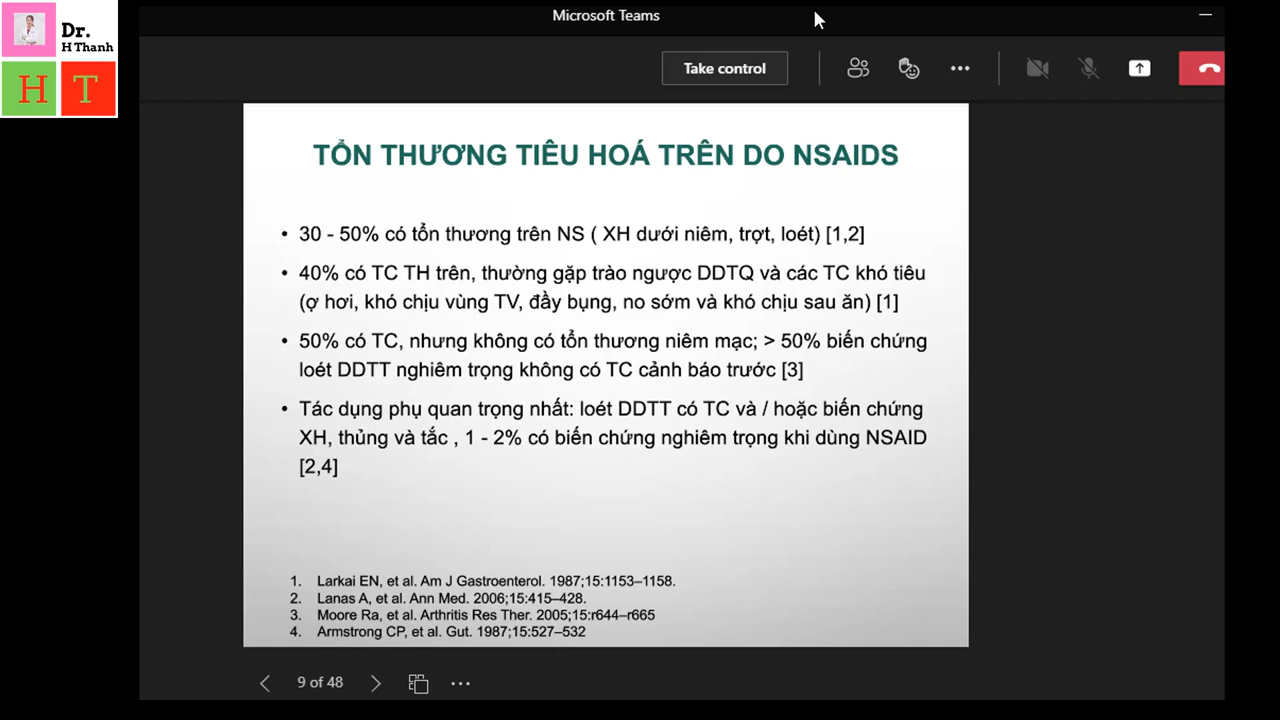 Microsoft Teams
Dr.
H Thanh
H T
Take control
TỔN THƯƠNG TIÊU HOÁ TRÊN DO NSAIDS
• 30 - 50% có tổn thương trên NS ( XH dưới niêm, trợt, loét) [1,2]
• 40% có TC TH trên, thường gặp trào ngược DDTQ và các TC khó tiêu
(ợ hơi, khó chịu vùng TV, đầy bụng, no sớm và khó chịu sau ăn) [1]
• 50% có TC, nhưng không có tổn thương niêm mạc; > 50% biến chứng
loét DDTT nghiêm trọng không có TC cảnh báo trước [3]
• Tác dụng phụ quan trọng nhất: loét DDTT có TC và / hoặc biến chứng
XH, thủng và tắc , 1 - 2% có biến chứng nghiêm trọng khi dùng NSAID
[2,4]
1. Larkai EN, et al. Am J Gastroenterol. 1987;15:1153–1158.
2. Lanas A, et al. Ann Med. 2006;15:415–428.
3. Moore Ra, et al. Arthritis Res Ther. 2005;15:r644–r665
4. Armstrong CP, et al. Gut. 1987;15:527–532
9 of 48